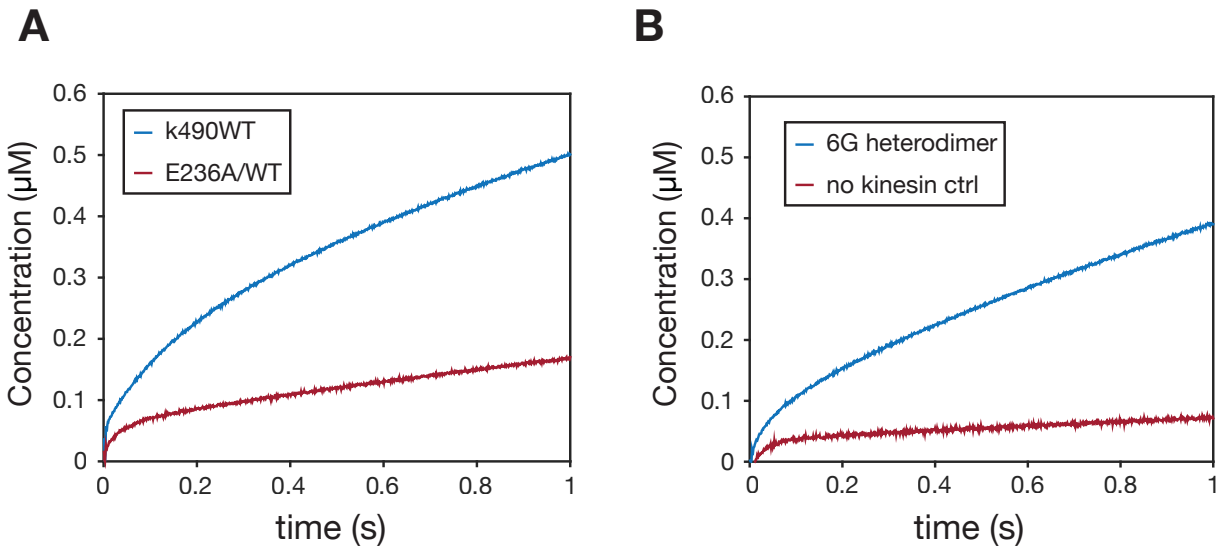 A
0.6
0.5
0.4
0.3
0.2
0.1
0
Concentration (µM)
k490WT
E236A/WT
0
0.2
0.4
0.6
0.8
1
time (s)
B
0.6
0.5
0.4
0.3
0.2
0.1
0
Concentration (µM)
6G heterodimer
no kinesin ctrl
0
0.2
0.4
0.6
0.8
1
time (s)